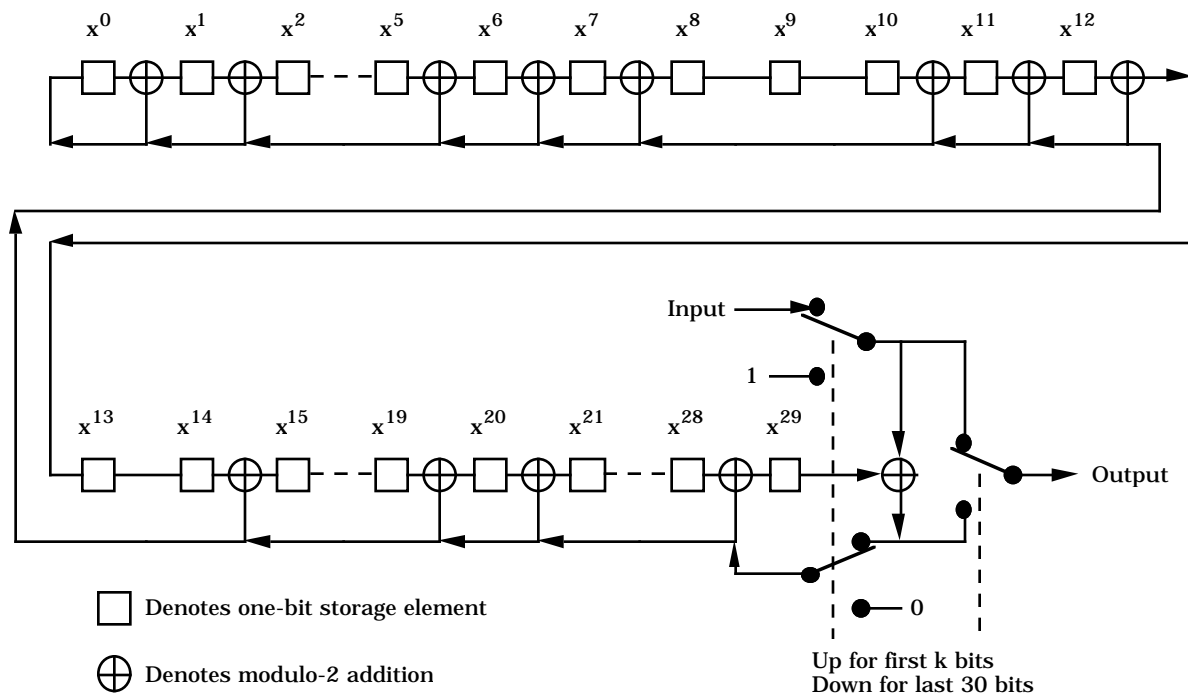 x^0 x^1 x^2 x^5 x^6 x^7 x^8 x^9 x^10 x^11 x^12
Input
1
x^13 x^14 x^15 x^19 x^20 x^21 x^28 x^29
Output
0
Denotes one-bit storage element
Denotes modulo-2 addition
Up for first k bits
Down for last 30 bits